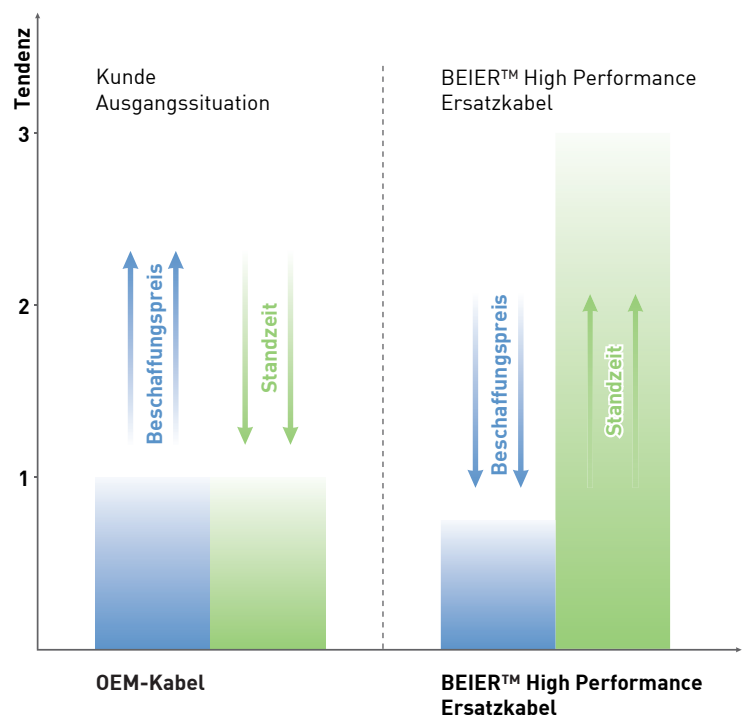 Tendenz
Kunde
Ausgangssituation
BEIER™ High Performance
Ersatzkabel
3
2
1
Beschaffungspreis
Standzeit
Beschaffungspreis
Standzeit
OEM-Kabel
BEIER™ High Performance
Ersatzkabel